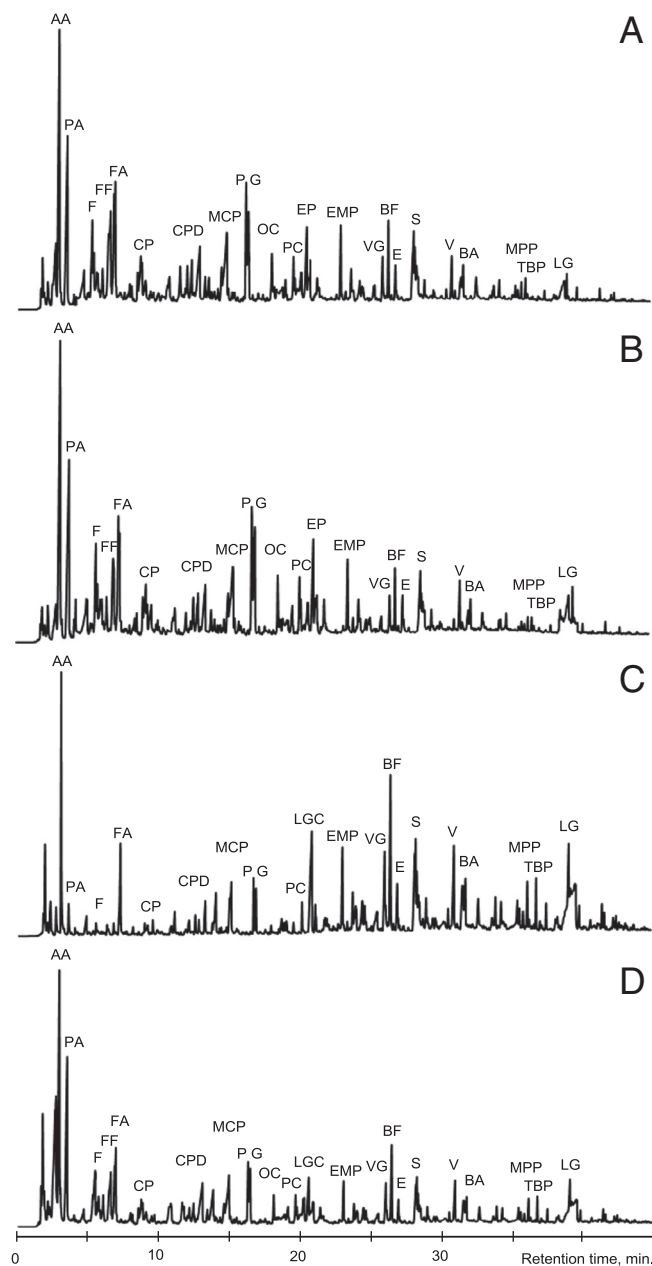 AA
A
PA
FA
FF
F
CP
CPD
MCP
P G
OC
PC
EP
EMP
VG
BF
E
S
V
BA
MPP
TBP
LG
AA
B
PA
FA
F
FF
CP
CPD
MCP
P G
OC
PC
EP
EMP
VG
BF
E
S
V
BA
MPP
TBP
LG
AA
C
PA
F
FA
CP
CPD
MCP
P G
PC
LGC
EMP
VG
BF
E
S
V
BA
MPP
TBP
LG
AA
D
PA
FA
FF
F
CP
CPD
MCP
P G
OC
PC
LGC
EMP
VG
BF
E
S
V
BA
MPP
TBP
LG
0 10 20 30 Retention time, min.